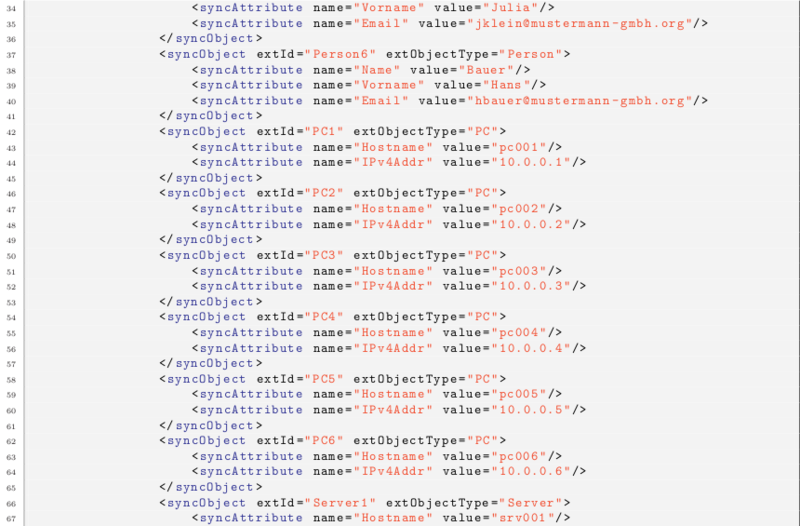 34 <syncAttribute name="Vorname" value="Julia"/>
35 <syncAttribute name="Email" value="jklein@mustermann-gmbh.org"/>
36 </syncObject>
37 <syncObject extId="Person6" extObjectType="Person">
38 <syncAttribute name="Name" value="Bauer"/>
39 <syncAttribute name="Vorname" value="Hans"/>
40 <syncAttribute name="Email" value="hbauer@mustermann-gmbh.org"/>
41 </syncObject>
42 <syncObject extId="PC1" extObjectType="PC">
43 <syncAttribute name="Hostname" value="pc001"/>
44 <syncAttribute name="IPv4Addr" value="10.0.0.1"/>
45 </syncObject>
46 <syncObject extId="PC2" extObjectType="PC">
47 <syncAttribute name="Hostname" value="pc002"/>
48 <syncAttribute name="IPv4Addr" value="10.0.0.2"/>
49 </syncObject>
50 <syncObject extId="PC3" extObjectType="PC">
51 <syncAttribute name="Hostname" value="pc003"/>
52 <syncAttribute name="IPv4Addr" value="10.0.0.3"/>
53 </syncObject>
54 <syncObject extId="PC4" extObjectType="PC">
55 <syncAttribute name="Hostname" value="pc004"/>
56 <syncAttribute name="IPv4Addr" value="10.0.0.4"/>
57 </syncObject>
58 <syncObject extId="PC5" extObjectType="PC">
59 <syncAttribute name="Hostname" value="pc005"/>
60 <syncAttribute name="IPv4Addr" value="10.0.0.5"/>
61 </syncObject>
62 <syncObject extId="PC6" extObjectType="PC">
63 <syncAttribute name="Hostname" value="pc006"/>
64 <syncAttribute name="IPv4Addr" value="10.0.0.6"/>
65 </syncObject>
66 <syncObject extId="Server1" extObjectType="Server">
67 <syncAttribute name="Hostname" value="srv001"/>